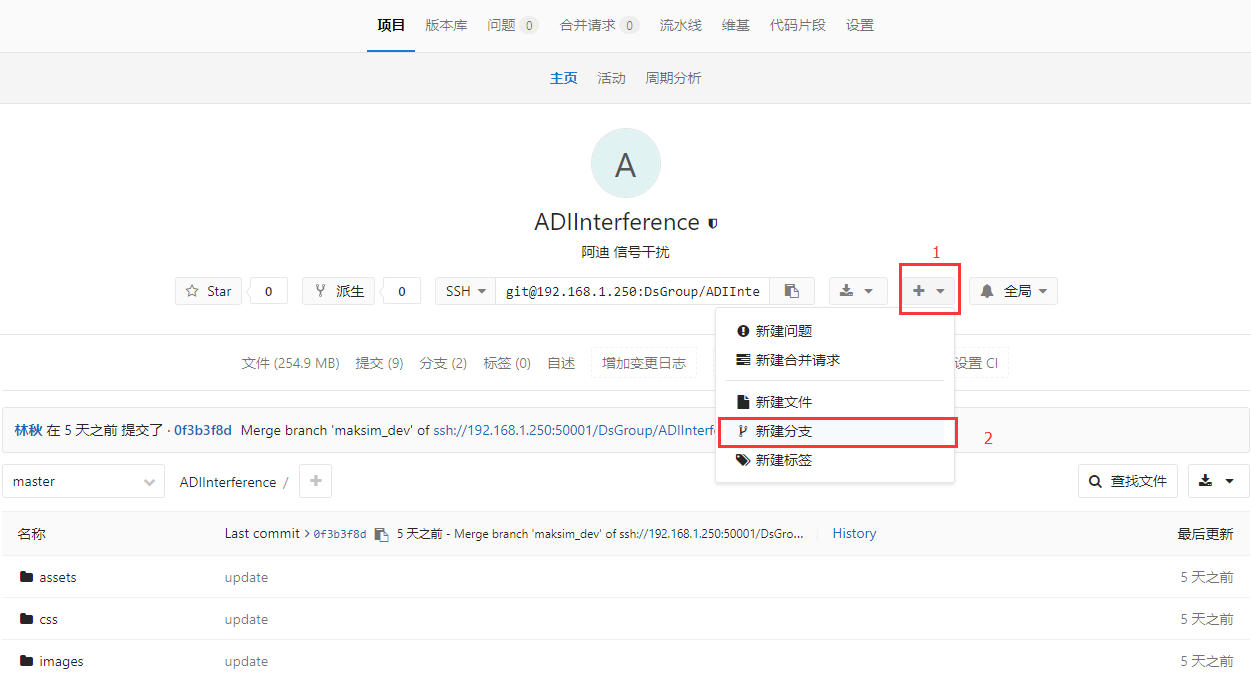 项目 版本库 问题 0 合并请求 0 流水线 维基 代码片段 设置
主页 活动 周期分析
A
ADIInterference
阿迪 信号干扰
1
Star 0 派生 0 SSH git@192.168.1.250:DsGroup/ADIInte 全局
新建问题
新建合并请求
文件 (254.9 MB) 提交 (9) 分支 (2) 标签 (0) 自述 增加变更日志 设置 CI
新建文件
新建分支
2
新建标签
林秋 在 5 天之前 提交了 · 0f3b3f8d Merge branch 'maksim_dev' of ssh://192.168.1.250:50001/DsGroup/ADIInterf
master ADIInterference / 查找文件
名称 Last commit > 0f3b3f8d 5 天之前 - Merge branch 'maksim_dev' of ssh://192.168.1.250:50001/DsGro... History 最后更新
assets update 5 天之前
css update 5 天之前
images update 5 天之前